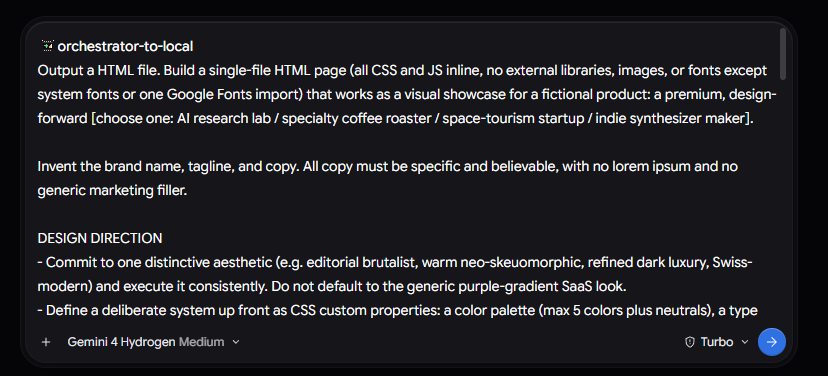 orchestrator-to-local
Output a HTML file. Build a single-file HTML page (all CSS and JS inline, no external libraries, images, or fonts except
system fonts or one Google Fonts import) that works as a visual showcase for a fictional product: a premium, design-
forward [choose one: AI research lab / specialty coffee roaster / space-tourism startup / indie synthesizer maker].
Invent the brand name, tagline, and copy. All copy must be specific and believable, with no lorem ipsum and no
generic marketing filler.
DESIGN DIRECTION
- Commit to one distinctive aesthetic (e.g. editorial brutalist, warm neo-skeuomorphic, refined dark luxury, Swiss-
modern) and execute it consistently. Do not default to the generic purple-gradient SaaS look.
- Define a deliberate system up front as CSS custom properties: a color palette (max 5 colors plus neutrals), a type
Gemini 4 Hydrogen Medium Turbo